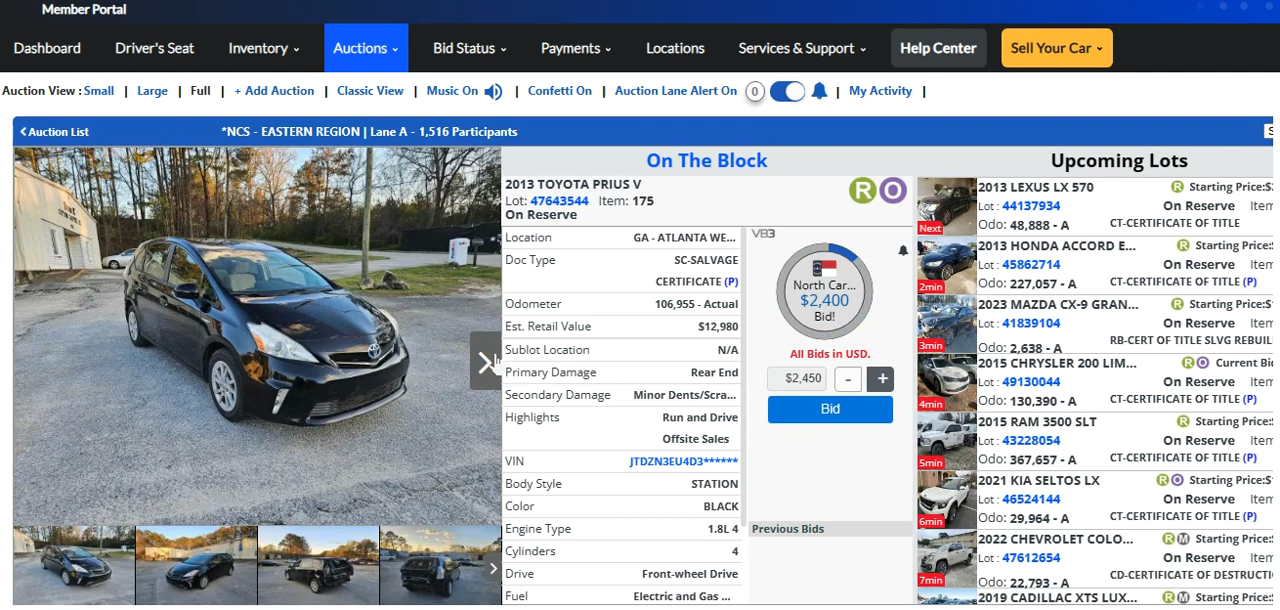 Member Portal
Dashboard Driver's Seat Inventory Auctions Bid Status Payments Locations Services & Support Help Center Sell Your Car
Auction View : Small | Large | Full | + Add Auction | Classic View | Music On | Confetti On | Auction Lane Alert On 0 | My Activity |
Auction List *NCS - EASTERN REGION | Lane A - 1,516 Participants
On The Block
2013 TOYOTA PRIUS V
R O
Lot: 47643544 Item: 175
On Reserve
Location GA - ATLANTA WE...
Doc Type SC-SALVAGE
CERTIFICATE (P)
Odometer 106,955 - Actual
Est. Retail Value $12,980
Sublot Location N/A
Primary Damage Rear End
Secondary Damage Minor Dents/Scra...
Highlights Run and Drive
Offsite Sales
VIN JTDZN3EU4D3******
Body Style STATION
Color BLACK
Engine Type 1.8L 4
Cylinders 4
Drive Front-wheel Drive
Fuel Electric and Gas ...
VB3
North Car...
$2,400
Bid!
All Bids in USD.
$2,450 - +
Bid
Previous Bids
Upcoming Lots
2013 LEXUS LX 570 R Starting Price:$
Lot : 44137934 On Reserve Item
Next Odo: 48,888 - A CT-CERTIFICATE OF TITLE
2013 HONDA ACCORD E... R Starting Price:
Lot : 45862714 On Reserve Item
2min Odo: 227,057 - A CT-CERTIFICATE OF TITLE (P)
2023 MAZDA CX-9 GRAN... R Starting Price:
Lot : 41839104 On Reserve Item
3min Odo: 2,638 - A RB-CERT OF TITLE SLVG REBUIL
2015 CHRYSLER 200 LIM... R O Current Bid
Lot : 49130044 On Reserve Item
4min Odo: 130,390 - A CT-CERTIFICATE OF TITLE (P)
2015 RAM 3500 SLT R Starting Price:
Lot : 43228054 On Reserve Item
5min Odo: 367,657 - A CT-CERTIFICATE OF TITLE (P)
2021 KIA SELTOS LX R O Starting Price:$
Lot : 46524144 On Reserve Item
6min Odo: 29,964 - A CT-CERTIFICATE OF TITLE (P)
2022 CHEVROLET COLO... R M Starting Price:
Lot : 47612654 On Reserve Item
7min Odo: 22,793 - A CD-CERTIFICATE OF DESTRUCTI
2019 CADILLAC XTS LUX... R M Starting Price: